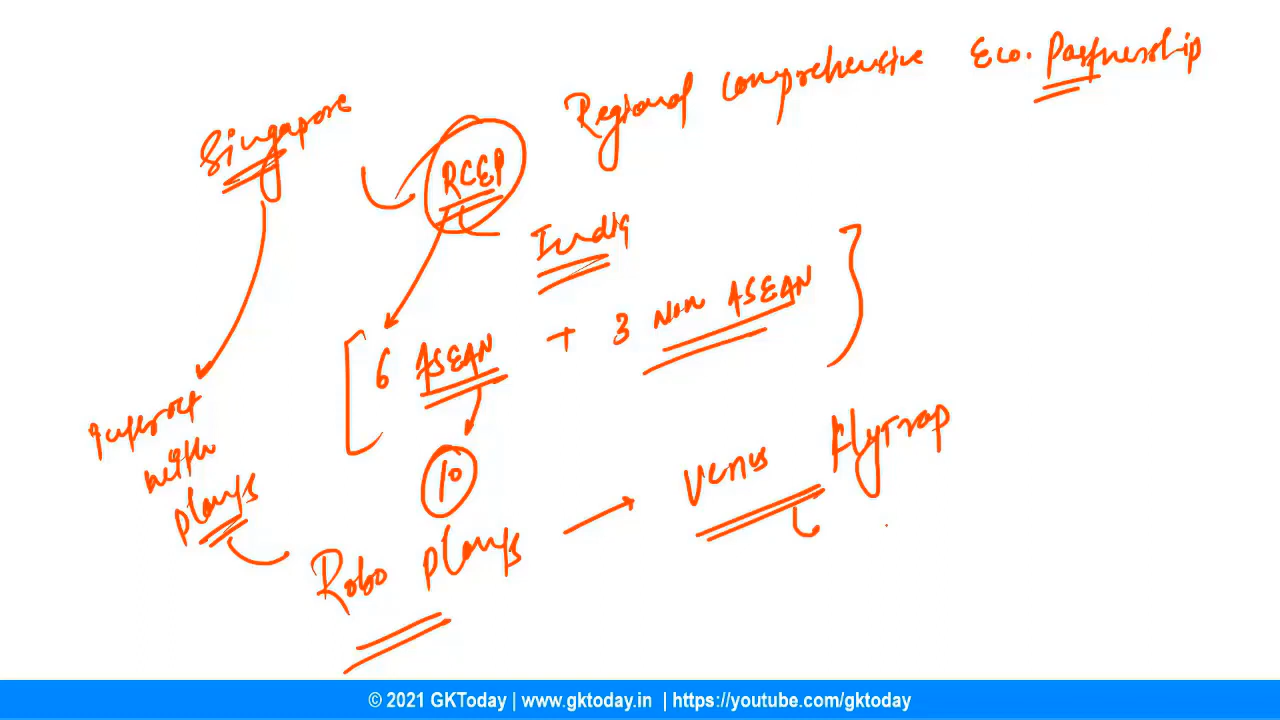 Regional Comprehensive Eco. Partnership
Singapore
RCEP
India
6 ASEAN + 3 Non ASEAN
10
with
plants
Robo plants → Venus Flytrap
© 2021 GKToday | www.gktoday.in | https://youtube.com/gktoday